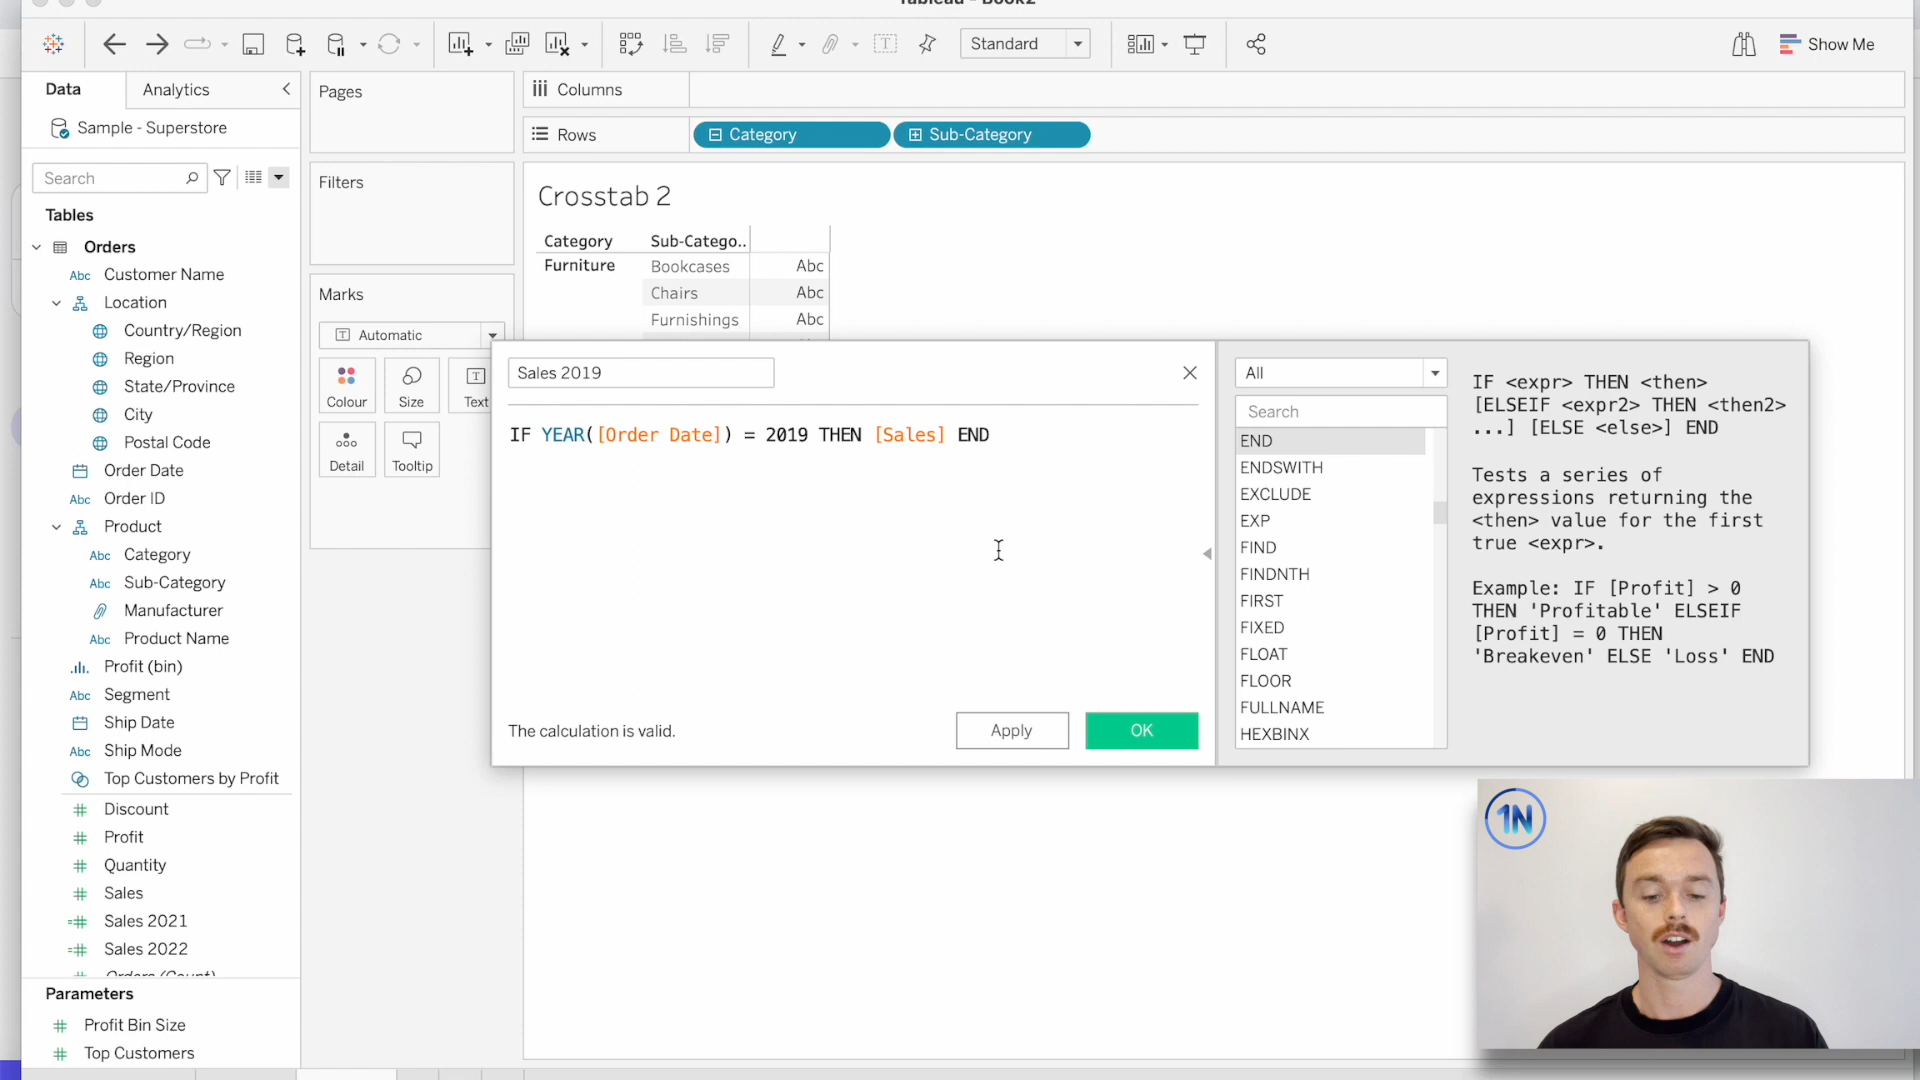 Tableau - Book2
Standard
Show Me
Data
Analytics
Pages
Columns
Sample - Superstore
Rows
Category
Sub-Category
Search
Filters
Crosstab 2
Tables
Category
Sub-Catego..
Orders
Furniture
Bookcases
Abc
Abc
Customer Name
Chairs
Abc
Location
Marks
Furnishings
Abc
Country/Region
Automatic
Region
State/Province
Colour
Size
Text
City
Postal Code
Detail
Tooltip
Order Date
Abc
Order ID
Product
Abc
Category
Abc
Sub-Category
Manufacturer
Abc
Product Name
Profit (bin)
Abc
Segment
Ship Date
Abc
Ship Mode
Top Customers by Profit
Discount
Profit
Quantity
Sales
Sales 2021
Sales 2022
Orders (Count)
Parameters
Profit Bin Size
Top Customers
Sales 2019
IF YEAR([Order Date]) = 2019 THEN [Sales] END
The calculation is valid.
Apply
OK
All
Search
END
ENDSWITH
EXCLUDE
EXP
FIND
FINDNTH
FIRST
FIXED
FLOAT
FLOOR
FULLNAME
HEXBINX
IF <expr> THEN <then>
[ELSEIF <expr2> THEN <then2>
...] [ELSE <else>] END
Tests a series of
expressions returning the
<then> value for the first
true <expr>.
Example: IF [Profit] > 0
THEN 'Profitable' ELSEIF
[Profit] = 0 THEN
'Breakeven' ELSE 'Loss' END
1N